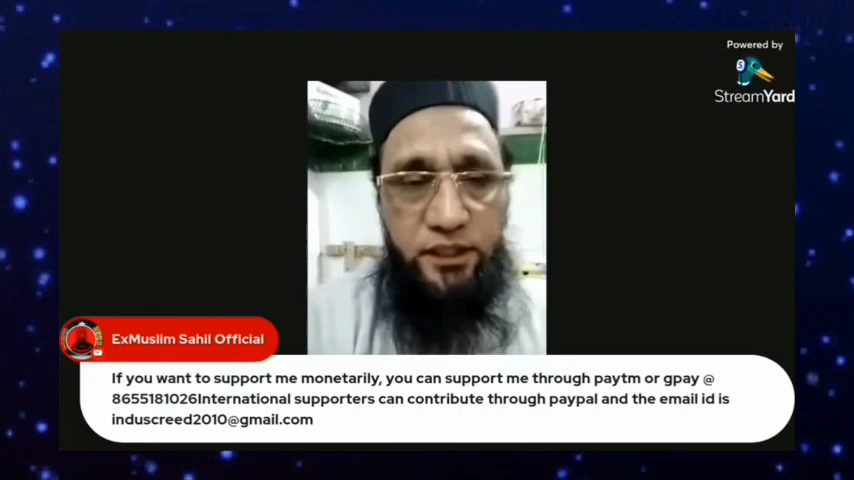 Powered by
StreamYard
ExMuslim Sahil Official
If you want to support me monetarily, you can support me through paytm or gpay @
8655181026International supporters can contribute through paypal and the email id is
induscreed2010@gmail.com